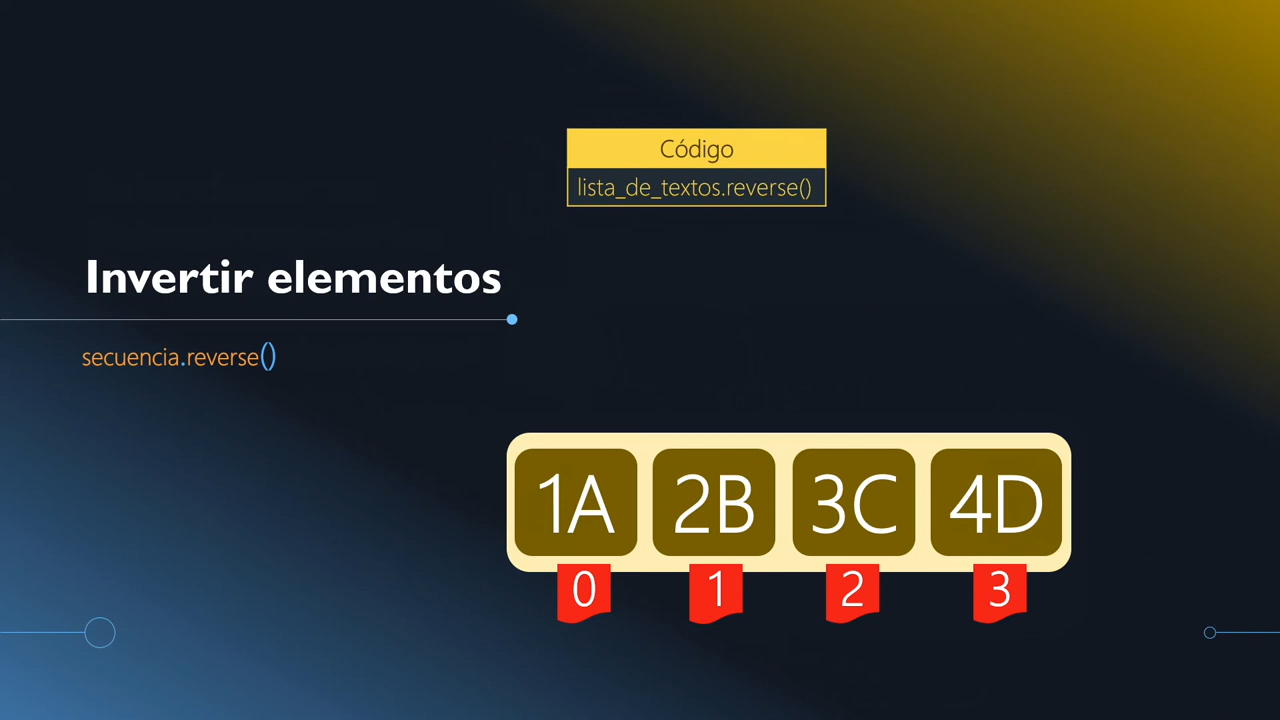 Código
lista_de_textos.reverse()
Invertir elementos
secuencia.reverse()
1A 2B 3C 4D
0 1 2 3